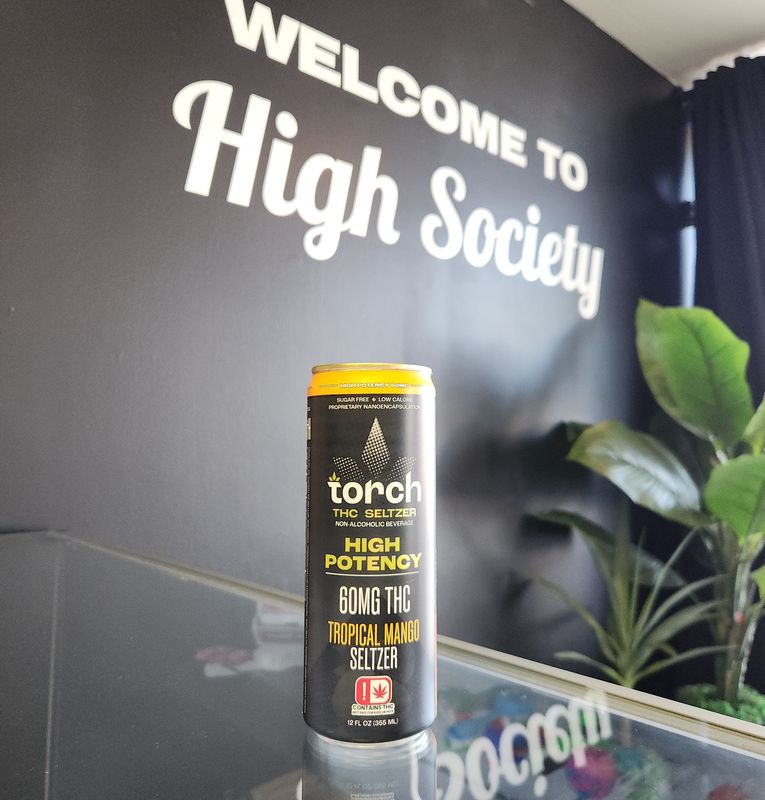 WELCOME TO
High Society
HIGH POTENCY 60MG
SUGAR FREE LOW CALORIE
PROPRIETARY NANOENCAPSULATION
torch
THC SELTZER
NON-ALCOHOLIC BEVERAGE
HIGH
POTENCY
60MG THC
TROPICAL MANGO
SELTZER
!
CONTAINS THC
12 FL OZ (355 ML)